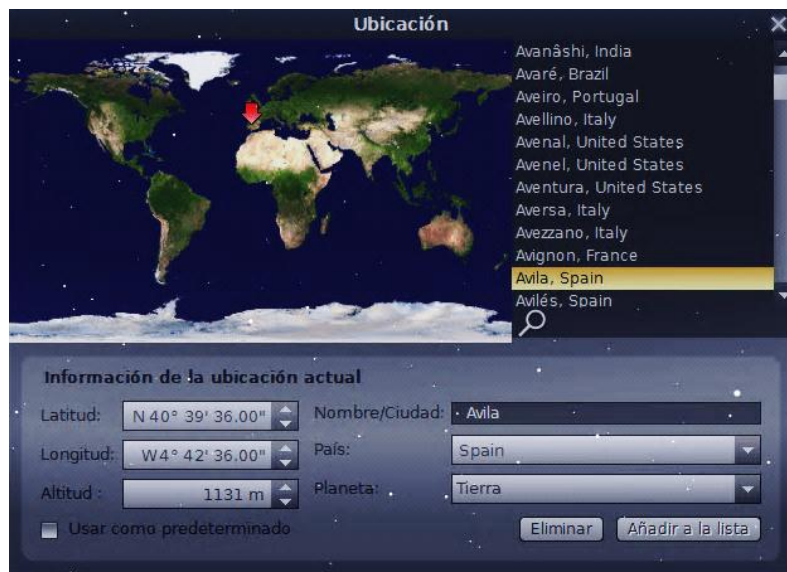 Ubicación
Avanâshi, India
Avaré, Brazil
Aveiro, Portugal
Avellino, Italy
Avenal, United States
Avenel, United States
Aventura, United States
Aversa, Italy
Avezzano, Italy
Avignon, France
Avila, Spain
Avilés, Spain
Información de la ubicación actual
Latitud: N 40° 39' 36.00" Nombre/Ciudad: Avila
Longitud: W4° 42' 36.00" País: Spain
Altitud : 1131 m Planeta: Tierra
Usar como predeterminado Eliminar Añadir a la lista